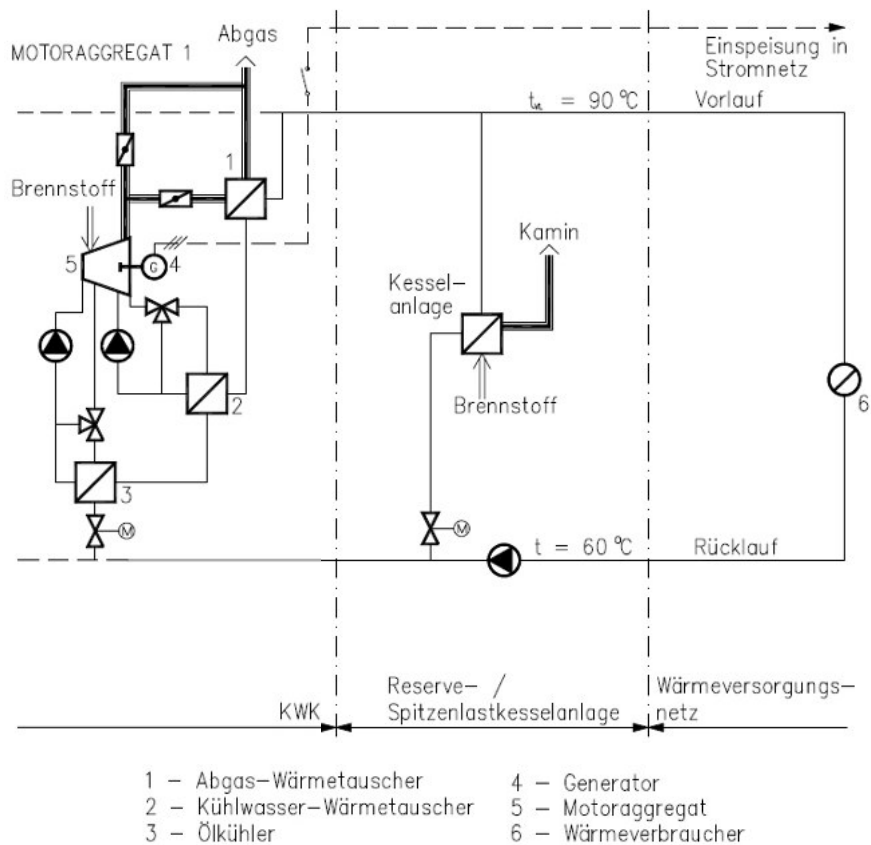 Abgas
MOTORAGGREGAT 1
Einspeisung in
Stromnetz
tᵥₗ = 90 °C
Vorlauf
1
Brennstoff
5
G
4
Kamin
Kessel-
anlage
2
Brennstoff
6
3
M
M
t = 60 °C
Rücklauf
KWK
Reserve- /
Spitzenlastkesselanlage
Wärmeversorgungs-
netz
1 - Abgas-Wärmetauscher
2 - Kühlwasser-Wärmetauscher
3 - Ölkühler
4 - Generator
5 - Motoraggregat
6 - Wärmeverbraucher